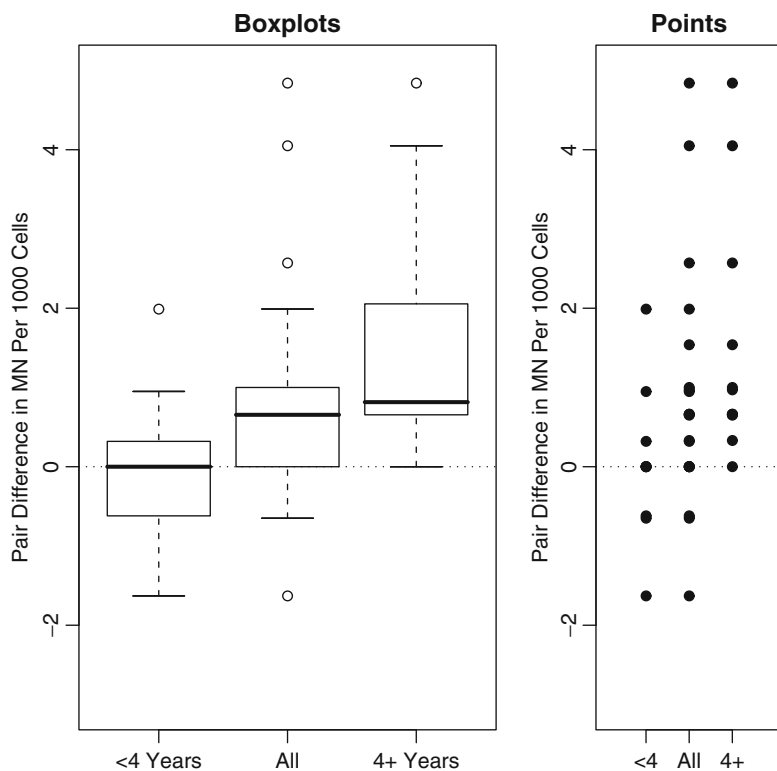 Boxplots
Pair Difference in MN Per 1000 Cells
4
2
0
−2
<4 Years
All
4+ Years
Points
Pair Difference in MN Per 1000 Cells
4
2
0
−2
<4
All
4+